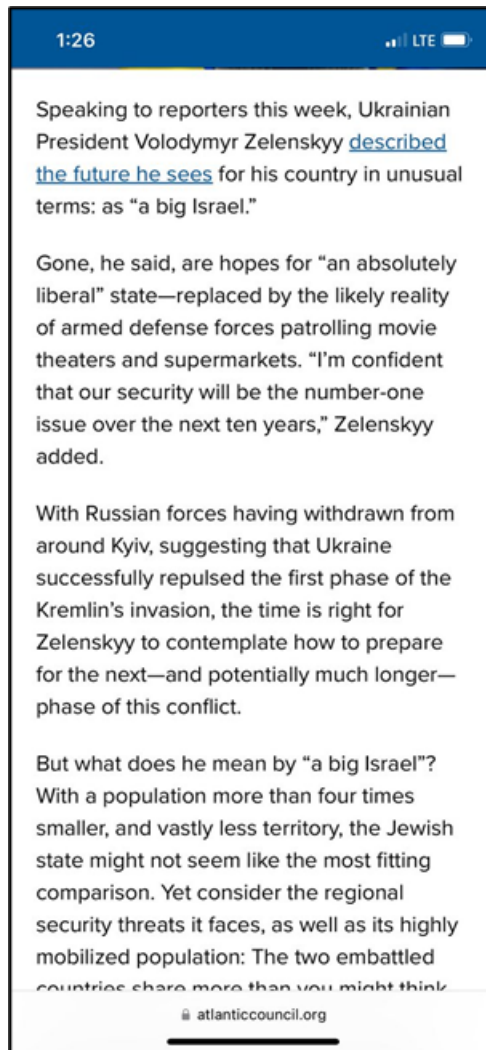 1:26
LTE
Speaking to reporters this week, Ukrainian
President Volodymyr Zelenskyy described
the future he sees for his country in unusual
terms: as “a big Israel.”
Gone, he said, are hopes for “an absolutely
liberal” state—replaced by the likely reality
of armed defense forces patrolling movie
theaters and supermarkets. “I’m confident
that our security will be the number-one
issue over the next ten years,” Zelenskyy
added.
With Russian forces having withdrawn from
around Kyiv, suggesting that Ukraine
successfully repulsed the first phase of the
Kremlin’s invasion, the time is right for
Zelenskyy to contemplate how to prepare
for the next—and potentially much longer—
phase of this conflict.
But what does he mean by “a big Israel”?
With a population more than four times
smaller, and vastly less territory, the Jewish
state might not seem like the most fitting
comparison. Yet consider the regional
security threats it faces, as well as its highly
mobilized population: The two embattled
countries share more than you might think
atlanticcouncil.org